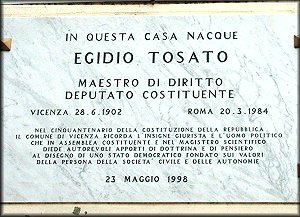 IN QUESTA CASA NACQUE
EGIDIO TOSATO
MAESTRO DI DIRITTO
DEPUTATO COSTITUENTE
VICENZA 28.6.1902 ROMA 20.3.1984
NEL CINQUANTENARIO DELLA COSTITUZIONE DELLA REPUBBLICA
IL COMUNE DI VICENZA RICORDA L'INSIGNE GIURISTA E L'UOMO POLITICO
CHE IN ASSEMBLEA COSTITUENTE E NEL MAGISTERO SCIENTIFICO
DIEDE AUTOREVOLI APPORTI DI DOTTRINA E DI PENSIERO
AL DISEGNO DI UNO STATO DEMOCRATICO FONDATO SUI VALORI
DELLA PERSONA DELLA SOCIETA' CIVILE E DELLE AUTONOMIE
23 MAGGIO 1998